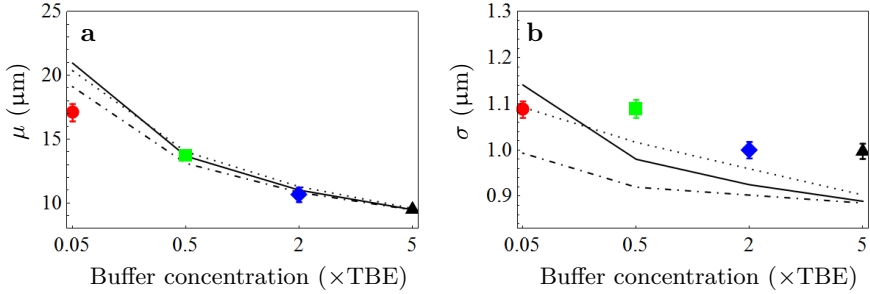 a
25
20
15
10
μ (μm)
0.05 0.5 2 5
Buffer concentration (×TBE)
b
1.3
1.2
1.1
1.0
0.9
σ (μm)
0.05 0.5 2 5
Buffer concentration (×TBE)